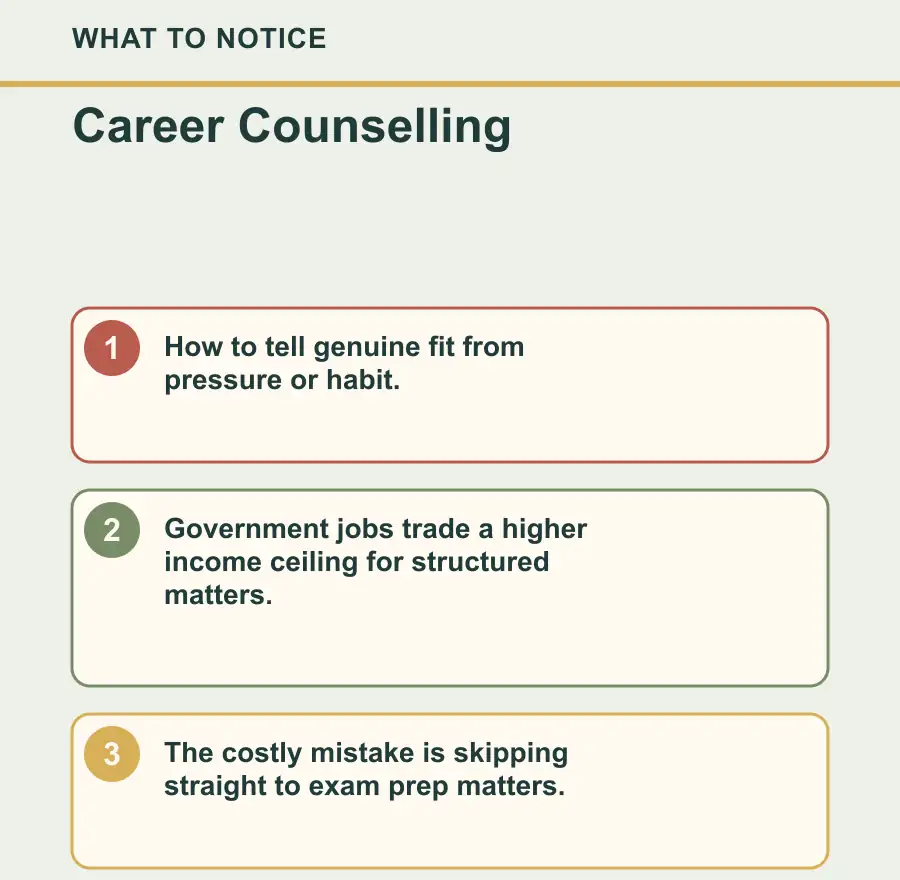 WHAT TO NOTICE
Career Counselling
1
How to tell genuine fit from
pressure or habit.
2
Government jobs trade a higher
income ceiling for structured
matters.
3
The costly mistake is skipping
straight to exam prep matters.